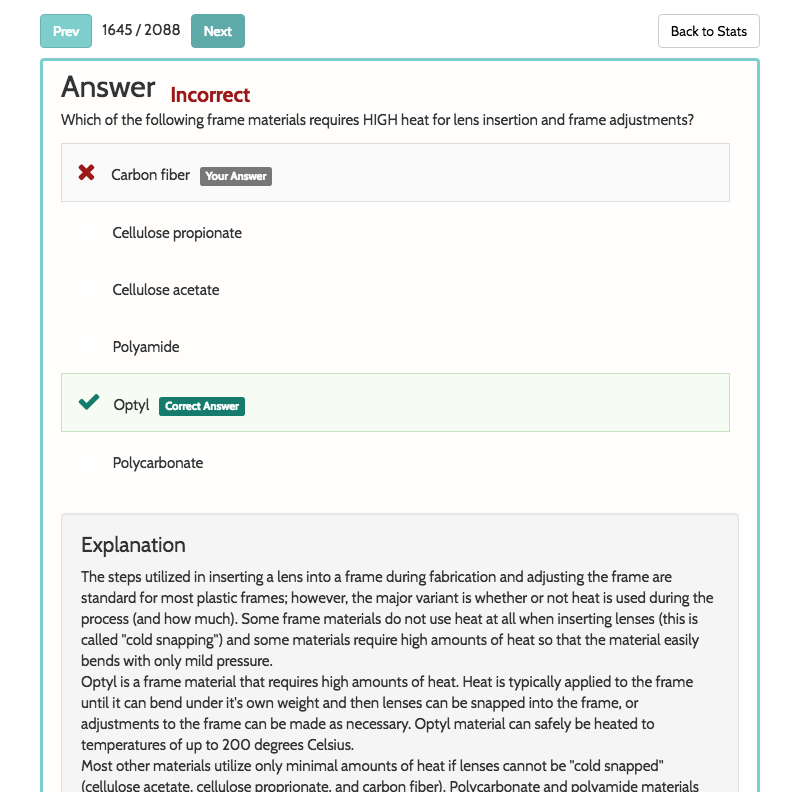 Prev 1645 / 2088 Next Back to Stats
Answer Incorrect
Which of the following frame materials requires HIGH heat for lens insertion and frame adjustments?
Carbon fiber Your Answer
Cellulose propionate
Cellulose acetate
Polyamide
Optyl Correct Answer
Polycarbonate
Explanation
The steps utilized in inserting a lens into a frame during fabrication and adjusting the frame are
standard for most plastic frames; however, the major variant is whether or not heat is used during the
process (and how much). Some frame materials do not use heat at all when inserting lenses (this is
called "cold snapping") and some materials require high amounts of heat so that the material easily
bends with only mild pressure.
Optyl is a frame material that requires high amounts of heat. Heat is typically applied to the frame
until it can bend under it's own weight and then lenses can be snapped into the frame, or
adjustments to the frame can be made as necessary. Optyl material can safely be heated to
temperatures of up to 200 degrees Celsius.
Most other materials utilize only minimal amounts of heat if lenses cannot be "cold snapped"
(cellulose acetate, cellulose proprionate, and carbon fiber). Polycarbonate and polyamide materials